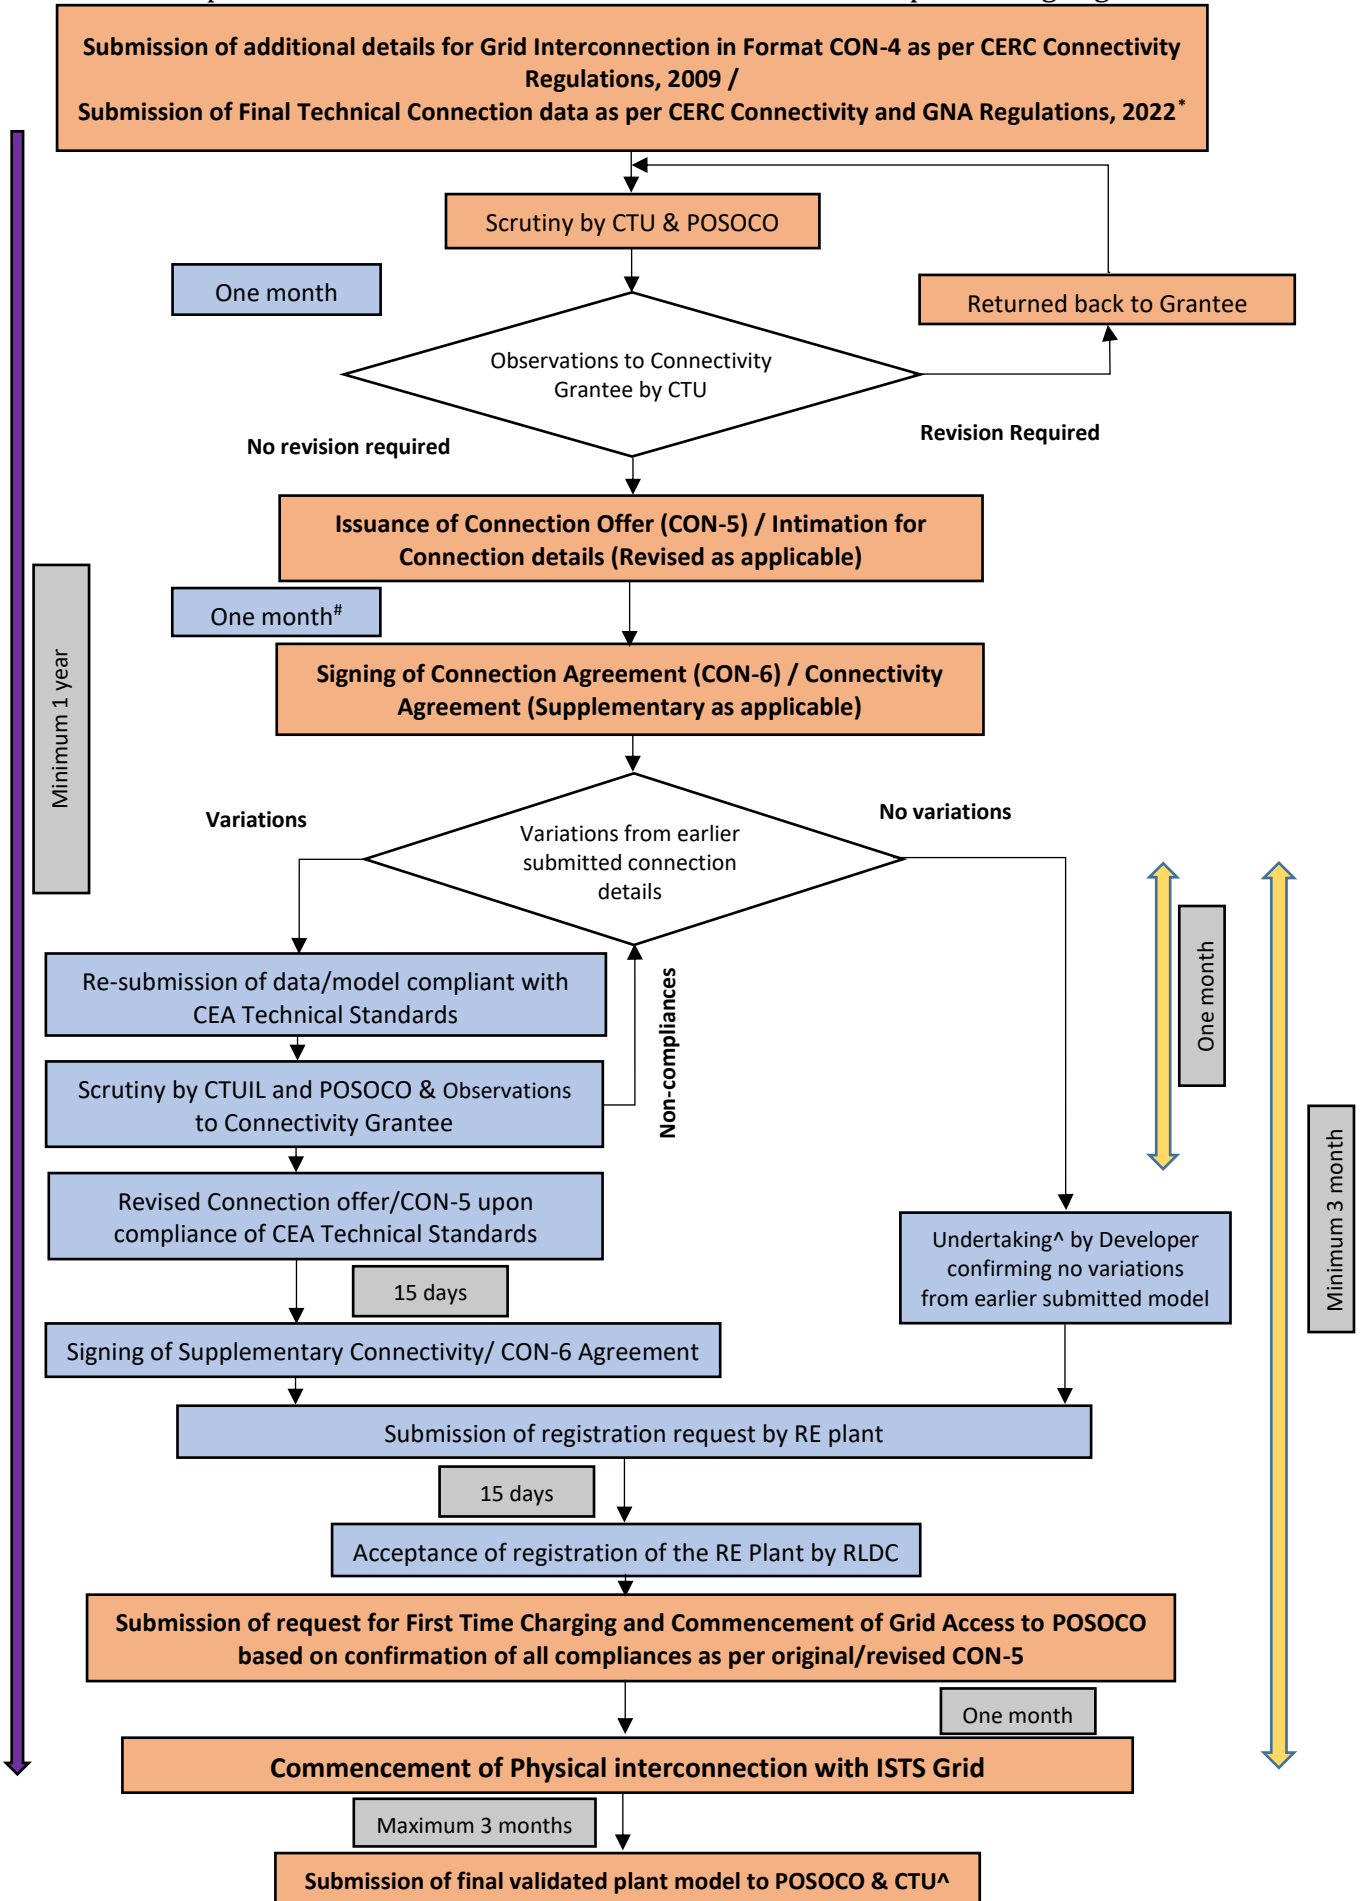 Submission of additional details for Grid Interconnection in Format CON-4 as per CERC Connectivity
Regulations, 2009 /
Submission of Final Technical Connection data as per CERC Connectivity and GNA Regulations, 2022*
Scrutiny by CTU & POSOCO
One month
Returned back to Grantee
Observations to Connectivity
Grantee by CTU
No revision required
Revision Required
Issuance of Connection Offer (CON-5) / Intimation for
Connection details (Revised as applicable)
One month#
Signing of Connection Agreement (CON-6) / Connectivity
Agreement (Supplementary as applicable)
Minimum 1 year
Variations
No variations
Variations from earlier
submitted connection
details
Re-submission of data/model compliant with
CEA Technical Standards
Non-compliances
One month
Scrutiny by CTUIL and POSOCO & Observations
to Connectivity Grantee
Minimum 3 month
Revised Connection offer/CON-5 upon
compliance of CEA Technical Standards
Undertaking^ by Developer
confirming no variations
from earlier submitted model
15 days
Signing of Supplementary Connectivity/ CON-6 Agreement
Submission of registration request by RE plant
15 days
Acceptance of registration of the RE Plant by RLDC
Submission of request for First Time Charging and Commencement of Grid Access to POSOCO
based on confirmation of all compliances as per original/revised CON-5
One month
Commencement of Physical interconnection with ISTS Grid
Maximum 3 months
Submission of final validated plant model to POSOCO & CTU^